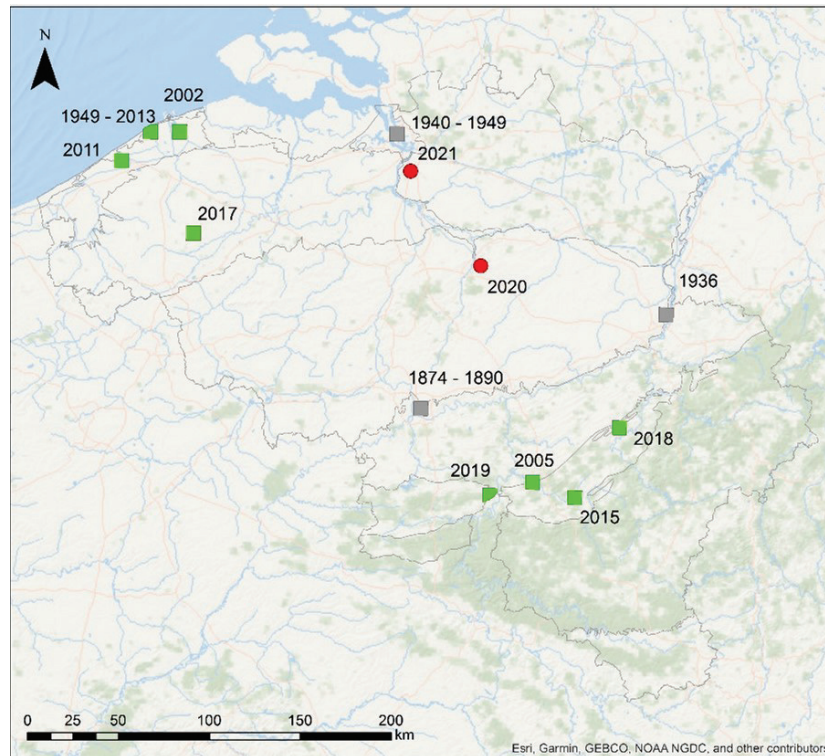 N
2002
1949 - 2013
1940 - 1949
2011
2021
2017
2020
1936
1874 - 1890
2018
2019
2005
2015
0 25 50 100 150 200
km
Esri, Garmin, GEBCO, NOAA NGDC, and other contributor